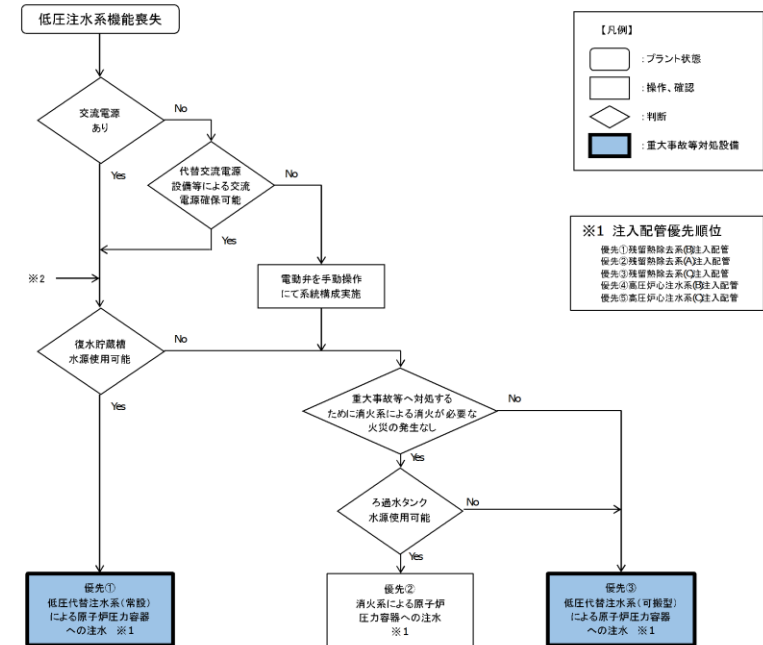 低圧注水系機能喪失
交流電源
あり
No
Yes
代替交流電源
設備等による交流
電源確保可能
No
Yes
※2
電動弁を手動操作
にて系統構成実施
復水貯蔵槽
水源使用可能
No
Yes
重大事故等へ対処する
ために消火系による消火が必要な
火災の発生なし
No
Yes
ろ過水タンク
水源使用可能
No
Yes
優先①
低圧代替注水系(常設)
による原子炉圧力容器
への注水 ※1
優先②
消火系による原子炉
圧力容器への注水
※1
優先③
低圧代替注水系(可搬型)
による原子炉圧力容器
への注水 ※1
【凡例】
:プラント状態
:操作、確認
:判断
:重大事故等対処設備
※1 注入配管優先順位
優先①残留熱除去系(B)注入配管
優先②残留熱除去系(A)注入配管
優先③残留熱除去系(C)注入配管
優先④高圧炉心注水系(B)注入配管
優先⑤高圧炉心注水系(C)注入配管